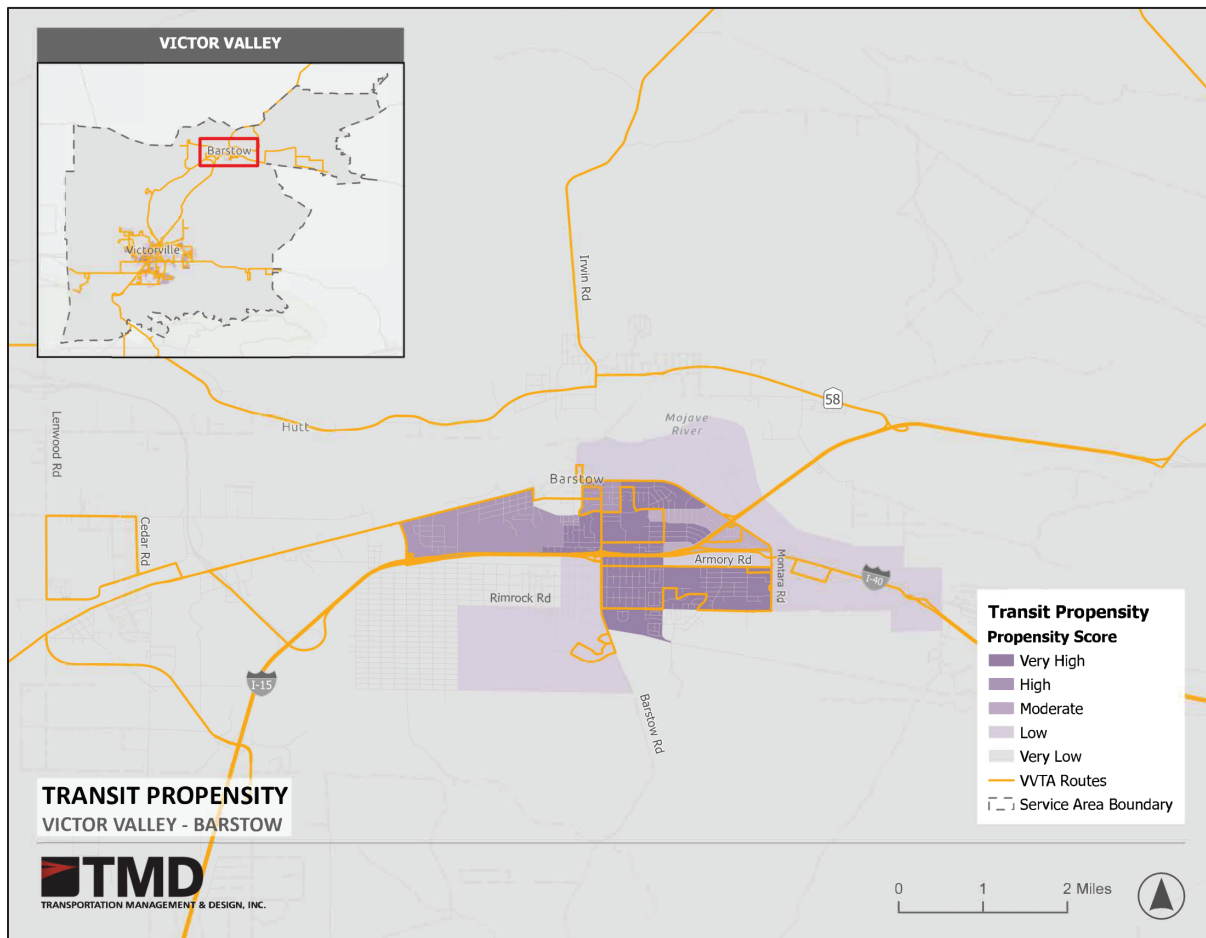 VICTOR VALLEY
Barstow
Victorville
Irwin Rd
58
Lenwood Rd
Hutt
Mojave
River
Barstow
Cedar Rd
Armory Rd
Montara Rd
I-40
Rimrock Rd
I-15
Barstow Rd
Transit Propensity
Propensity Score
Very High
High
Moderate
Low
Very Low
VVTA Routes
Service Area Boundary
TRANSIT PROPENSITY
VICTOR VALLEY - BARSTOW
TMD
TRANSPORTATION MANAGEMENT & DESIGN, INC.
0 1 2 Miles